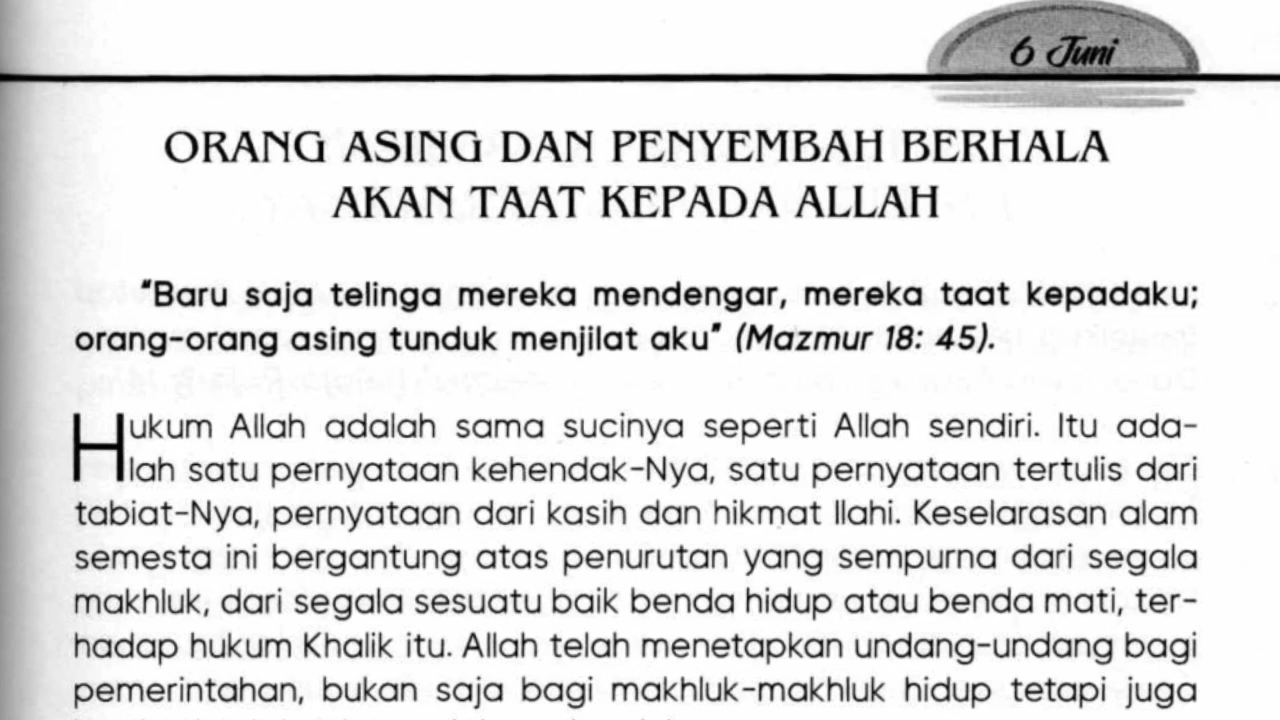 6 Juni
ORANG ASING DAN PENYEMBAH BERHALA
AKAN TAAT KEPADA ALLAH
"Baru saja telinga mereka mendengar, mereka taat kepadaku;
orang-orang asing tunduk menjilat aku" (Mazmur 18: 45).
Hukum Allah adalah sama sucinya seperti Allah sendiri. Itu ada-
lah satu pernyataan kehendak-Nya, satu pernyataan tertulis dari
tabiat-Nya, pernyataan dari kasih dan hikmat Ilahi. Keselarasan alam
semesta ini bergantung atas penurutan yang sempurna dari segala
makhluk, dari segala sesuatu baik benda hidup atau benda mati, ter-
hadap hukum Khalik itu. Allah telah menetapkan undang-undang bagi
pemerintahan, bukan saja bagi makhluk-makhluk hidup tetapi juga